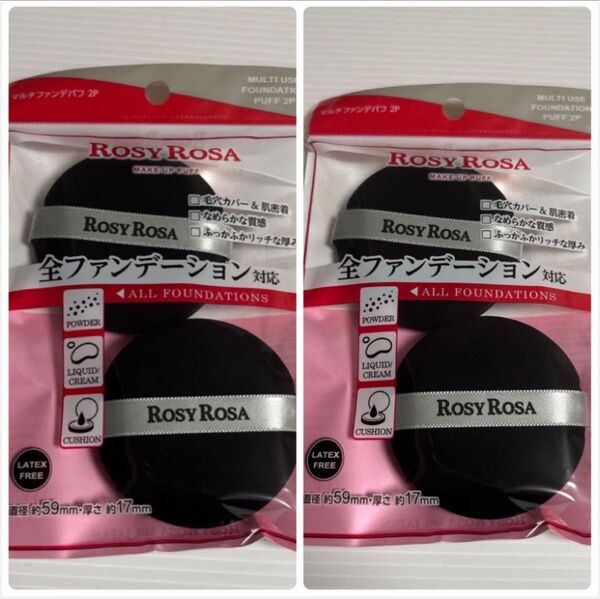 マルチファンデパフ 2P
MULTI USE
FOUNDATION
PUFF 2P
ROSY ROSA
MAKE UP PUFF
毛穴カバー&肌密着
なめらかな質感
ふっかふかリッチな厚み
ROSY ROSA
全ファンデーション対応
◀ALL FOUNDATIONS
POWDER
LIQUID/
CREAM
CUSHION
ROSY ROSA
LATEX
FREE
直径 約59mm・厚さ 約17mm
マルチファンデパフ 2P
MULTI USE
FOUNDATION
PUFF 2P
ROSY ROSA
MAKE UP PUFF
毛穴カバー&肌密着
なめらかな質感
ふっかふかリッチな厚み
ROSY ROSA
全ファンデーション対応
◀ALL FOUNDATIONS
POWDER
LIQUID/
CREAM
CUSHION
ROSY ROSA
LATEX
FREE
直径 約59mm・厚さ 約17mm